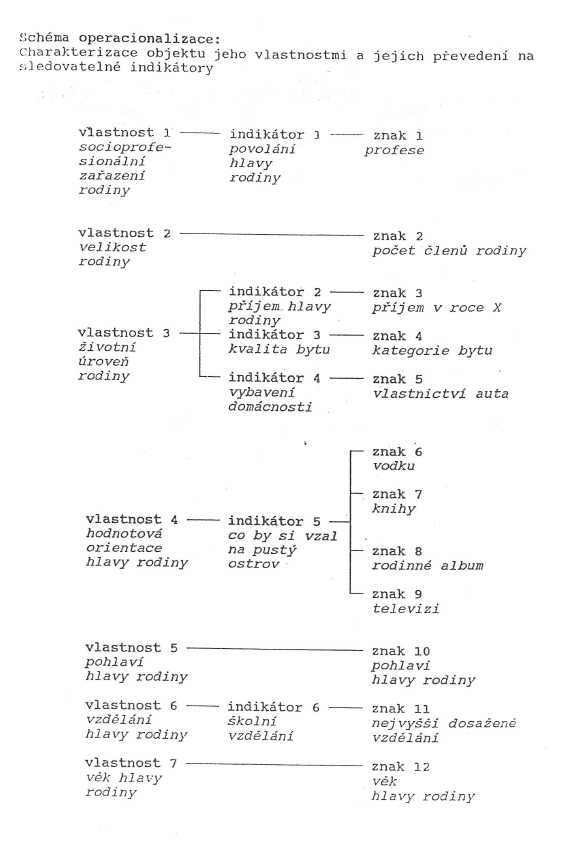 Schéma operacionalizace:
Charakterizace objektu jeho vlastnostmi a jejich převedení na
sledovatelné indikátory
vlastnost 1 indikátor 1 znak 1
socioprofe- povolání profese
sionální hlavy
zařazení rodiny
rodiny
vlastnost 2 znak 2
velikost počet členů rodiny
rodiny
indikátor 2 znak 3
příjem hlavy příjem v roce X
rodiny
vlastnost 3 indikátor 3 znak 4
životní kvalita bytu kategorie bytu
úroveň
rodiny indikátor 4 znak 5
vybavení vlastnictví auta
domácnosti
znak 6
vodku
znak 7
knihy
vlastnost 4 indikátor 5
hodnotová co by si vzal
orientace na pustý znak 8
hlavy rodiny ostrov rodinné album
znak 9
televizi
vlastnost 5 znak 10
pohlaví pohlaví
hlavy rodiny hlavy rodiny
vlastnost 6 indikátor 6 znak 11
vzdělání školní nejvyšší dosažené
hlavy rodiny vzdělání vzdělání
vlastnost 7 znak 12
věk hlavy věk
rodiny hlavy rodiny